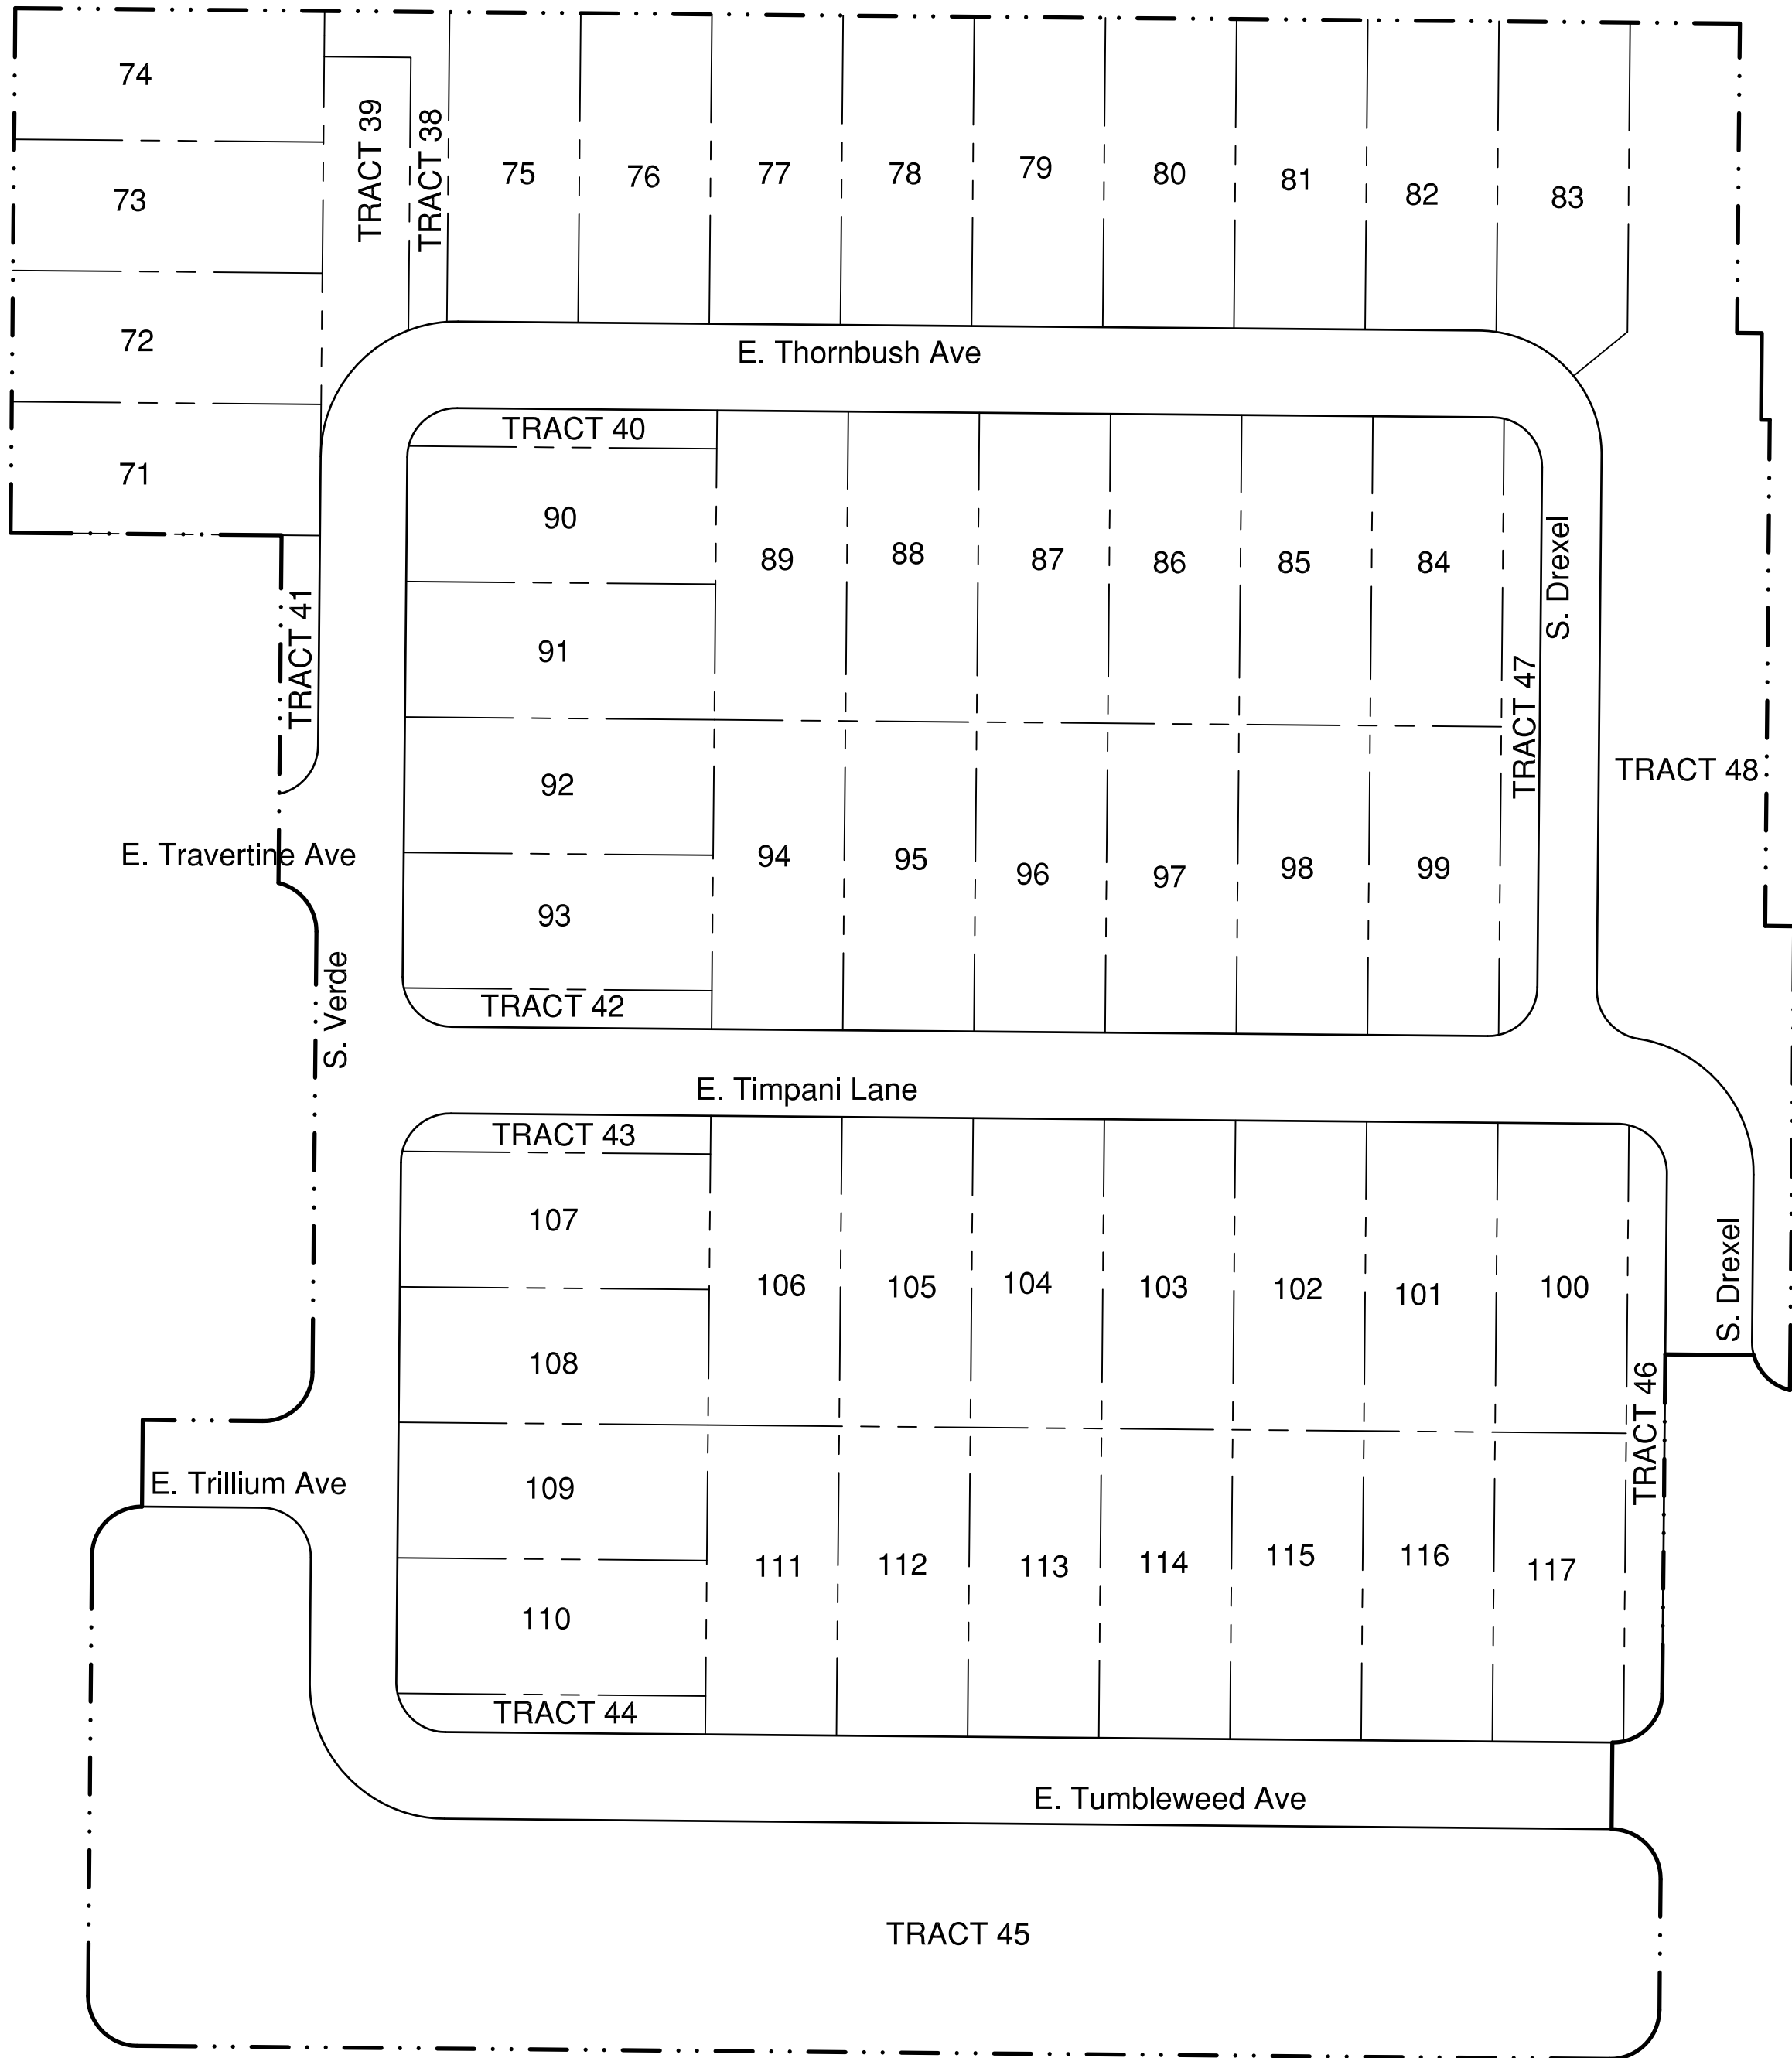 74
TRACT 39
TRACT 38
73
75
76
77
78
79
80
81
82
83
72
71
E. Thornbush Ave
TRACT 40
90
89
88
87
86
85
84
S. Drexel
TRACT 41
91
TRACT 47
TRACT 48
92
E. Travertine Ave
94
95
96
97
98
99
93
S. Verde
TRACT 42
E. Timpani Lane
TRACT 43
107
106
105
104
103
102
101
100
S. Drexel
108
TRACT 46
E. Trillium Ave
109
111
112
113
114
115
116
117
110
TRACT 44
E. Tumbleweed Ave
TRACT 45